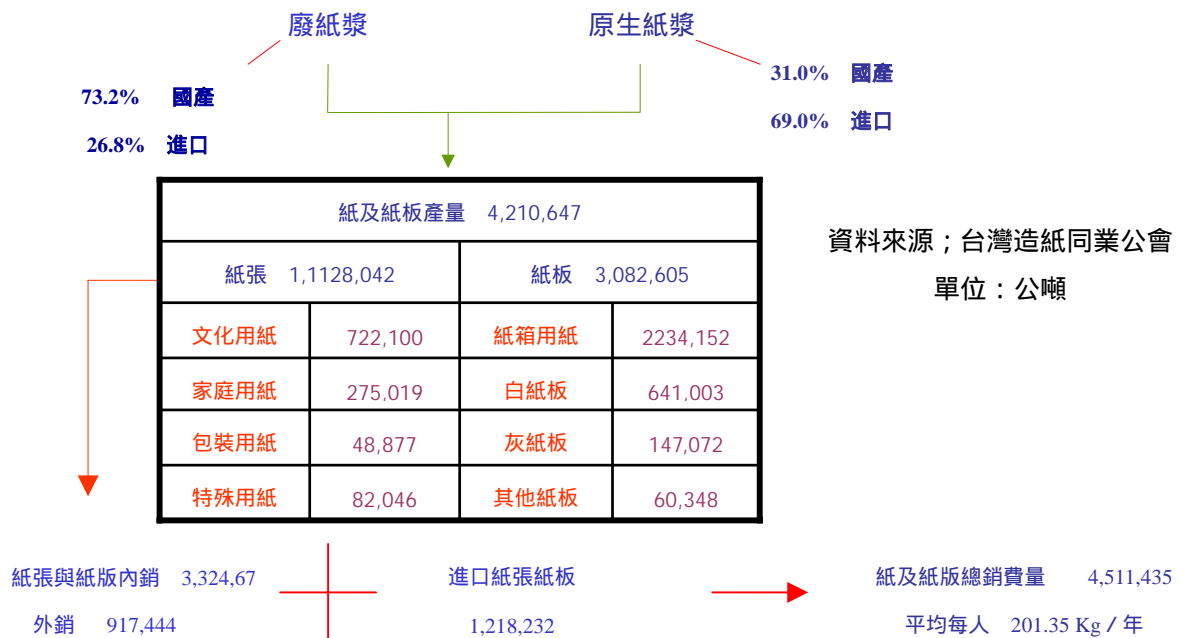 廢紙漿 原生紙漿
73.2% 國產
26.8% 進口
31.0% 國產
69.0% 進口
紙及紙板產量 4,210,647
紙張 1,1128,042 紙板 3,082,605
文化用紙 722,100 紙箱用紙 2234,152
家庭用紙 275,019 白紙板 641,003
包裝用紙 48,877 灰紙板 147,072
特殊用紙 82,046 其他紙板 60,348
資料來源；台灣造紙同業公會
單位：公噸
紙張與紙版內銷 3,324,67
外銷 917,444
進口紙張紙板
1,218,232
紙及紙版總銷費量 4,511,435
平均每人 201.35 Kg／年